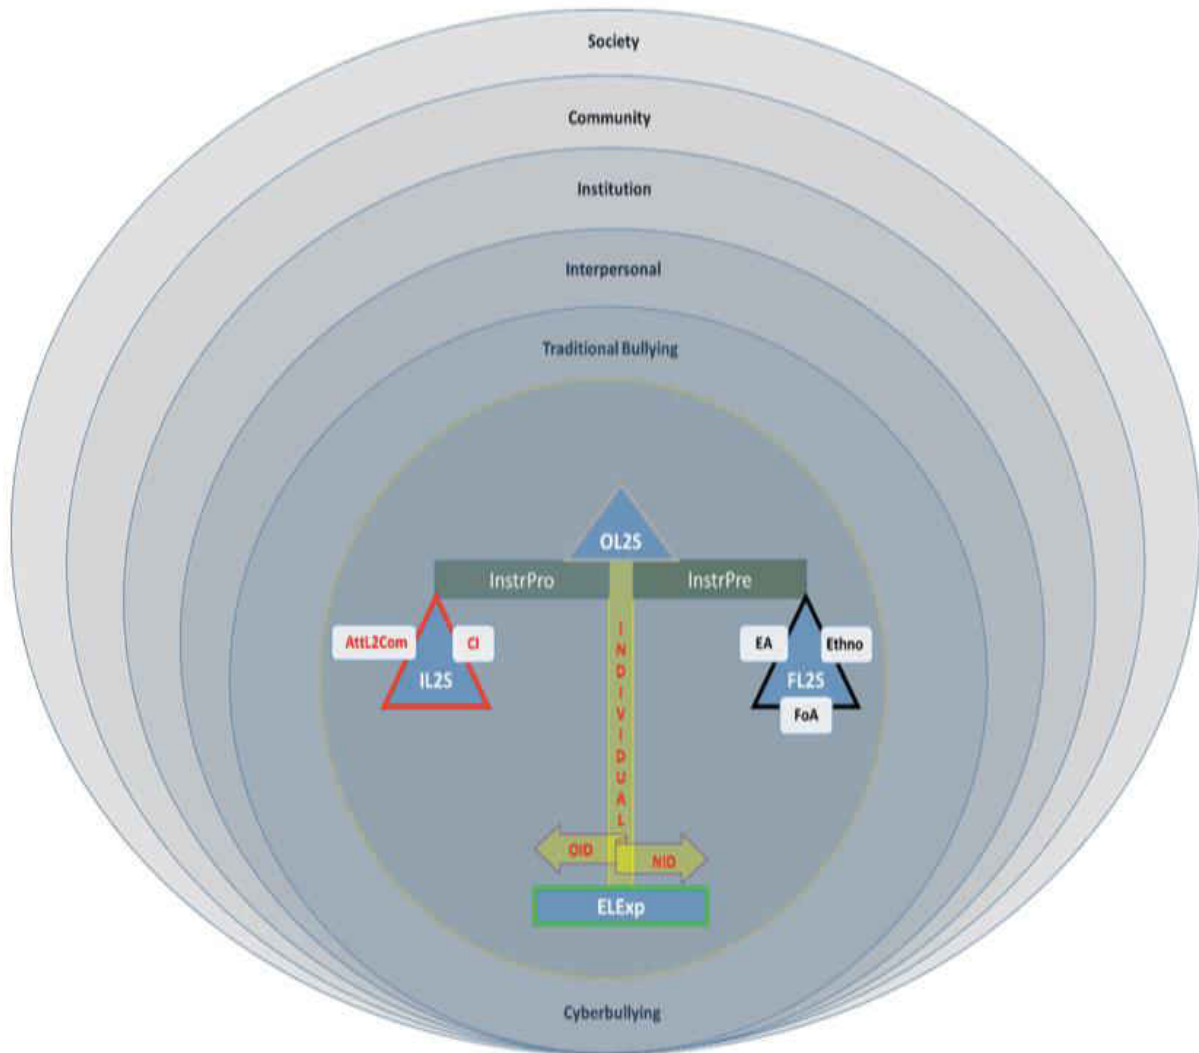 Society
Community
Institution
Interpersonal
Traditional Bullying
OL2S
InstrPro
InstrPre
AttL2Com
CI
IL2S
EA
Ethno
FL2S
FoA
INDIVIDUAL
OID
NID
ELExp
Cyberbullying